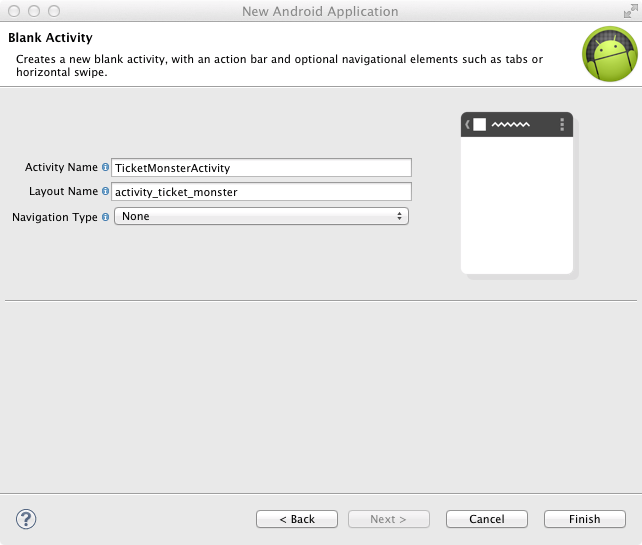 New Android Application
Blank Activity
Creates a new blank activity, with an action bar and optional navigational elements such as tabs or
horizontal swipe.
Activity Name TicketMonsterActivity
Layout Name activity_ticket_monster
Navigation Type None
? < Back Next > Cancel Finish